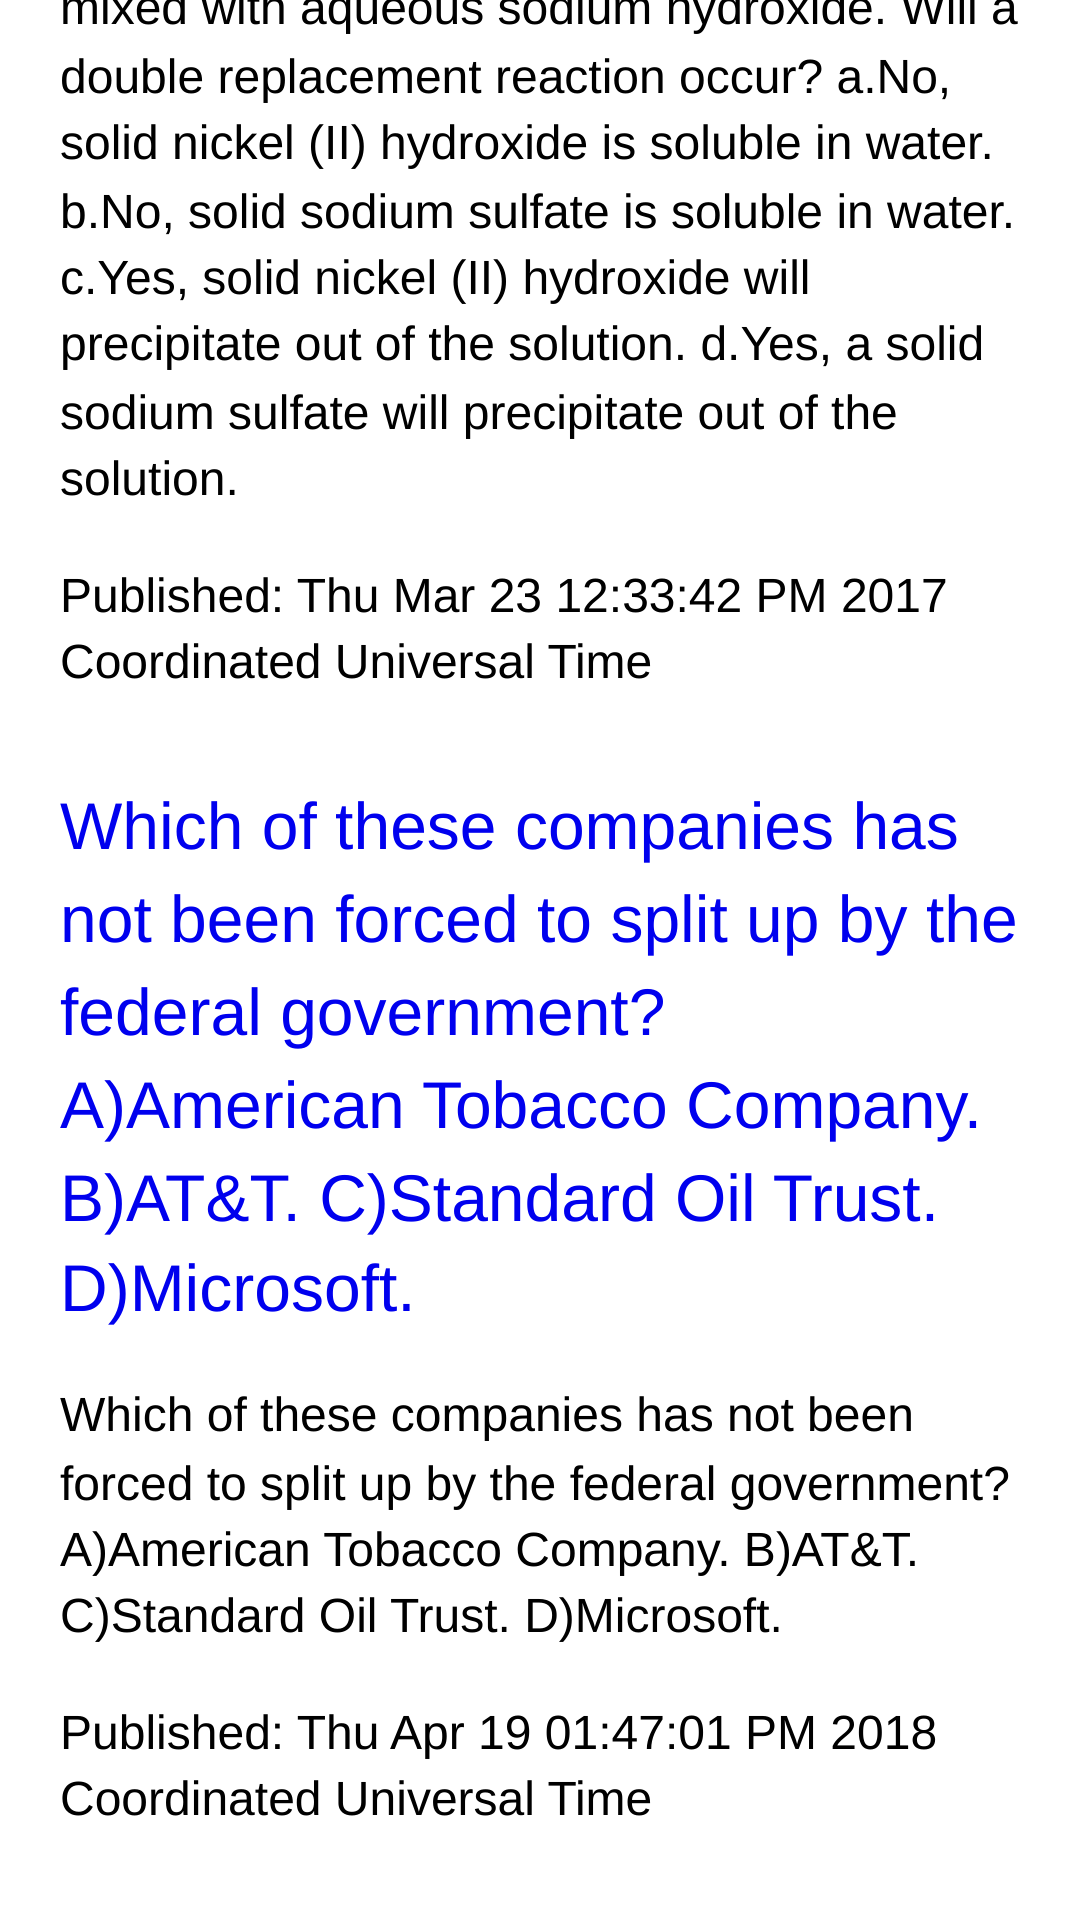 mixed with aqueous sodium hydroxide. Will a
double replacement reaction occur? a.No,
solid nickel (II) hydroxide is soluble in water.
b.No, solid sodium sulfate is soluble in water.
c.Yes, solid nickel (II) hydroxide will
precipitate out of the solution. d.Yes, a solid
sodium sulfate will precipitate out of the
solution.
Published: Thu Mar 23 12:33:42 PM 2017
Coordinated Universal Time
Which of these companies has
not been forced to split up by the
federal government?
A)American Tobacco Company.
B)AT&T. C)Standard Oil Trust.
D)Microsoft.
Which of these companies has not been
forced to split up by the federal government?
A)American Tobacco Company. B)AT&T.
C)Standard Oil Trust. D)Microsoft.
Published: Thu Apr 19 01:47:01 PM 2018
Coordinated Universal Time